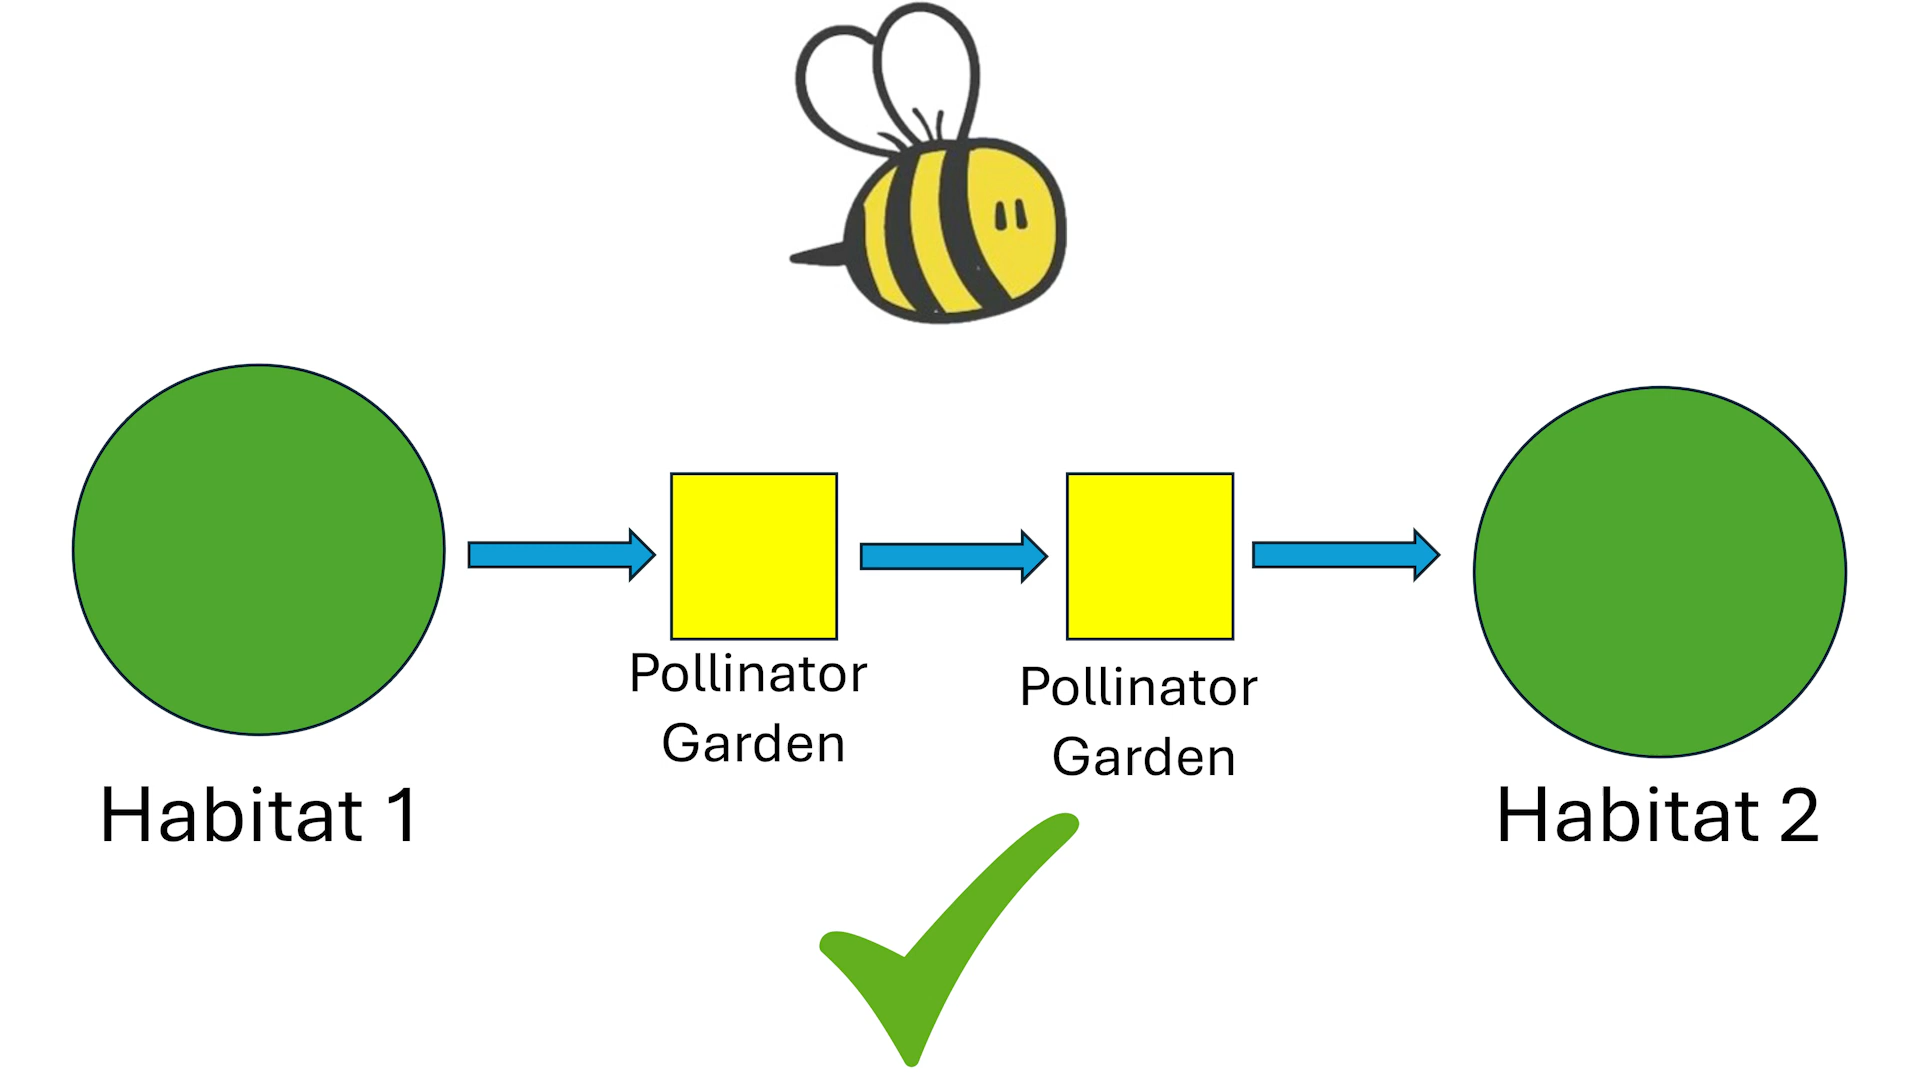 Pollinator
Garden
Pollinator
Garden
Habitat 1
Habitat 2